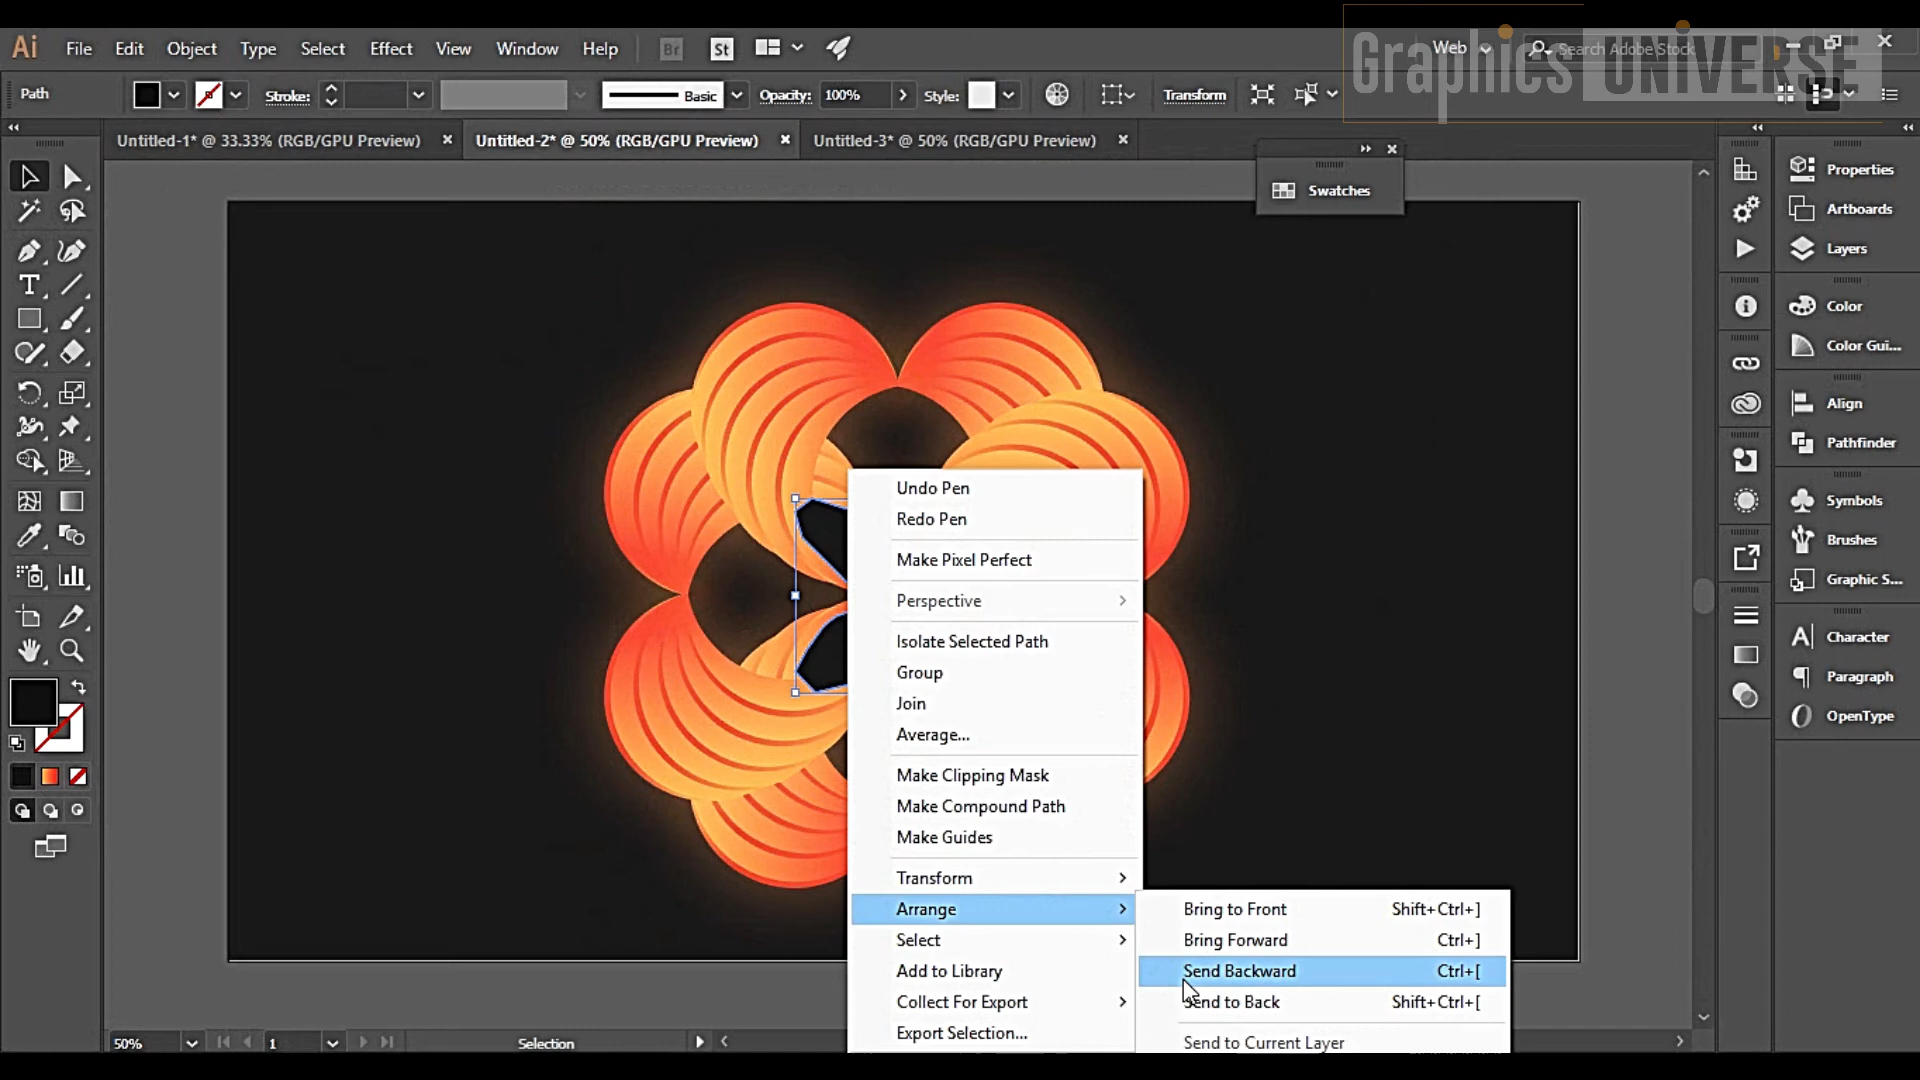 Graphics UNiVERSE
Ai File Edit Object Type Select Effect View Window Help Br St Web Search Adobe Stock
Path Stroke: Basic Opacity: 100% Style: Transform
Untitled-1* @ 33.33% (RGB/GPU Preview) Untitled-2* @ 50% (RGB/GPU Preview) Untitled-3* @ 50% (RGB/GPU Preview)
Swatches
Properties
Artboards
Layers
Color
Color Gui...
Align
Pathfinder
Symbols
Brushes
Graphic S...
Character
Paragraph
OpenType
Undo Pen
Redo Pen
Make Pixel Perfect
Perspective
Isolate Selected Path
Group
Join
Average...
Make Clipping Mask
Make Compound Path
Make Guides
Transform
Arrange
Select
Add to Library
Collect For Export
Export Selection...
Bring to Front Shift+Ctrl+]
Bring Forward Ctrl+]
Send Backward Ctrl+[
Send to Back Shift+Ctrl+[
Send to Current Layer
50% 1 Selection